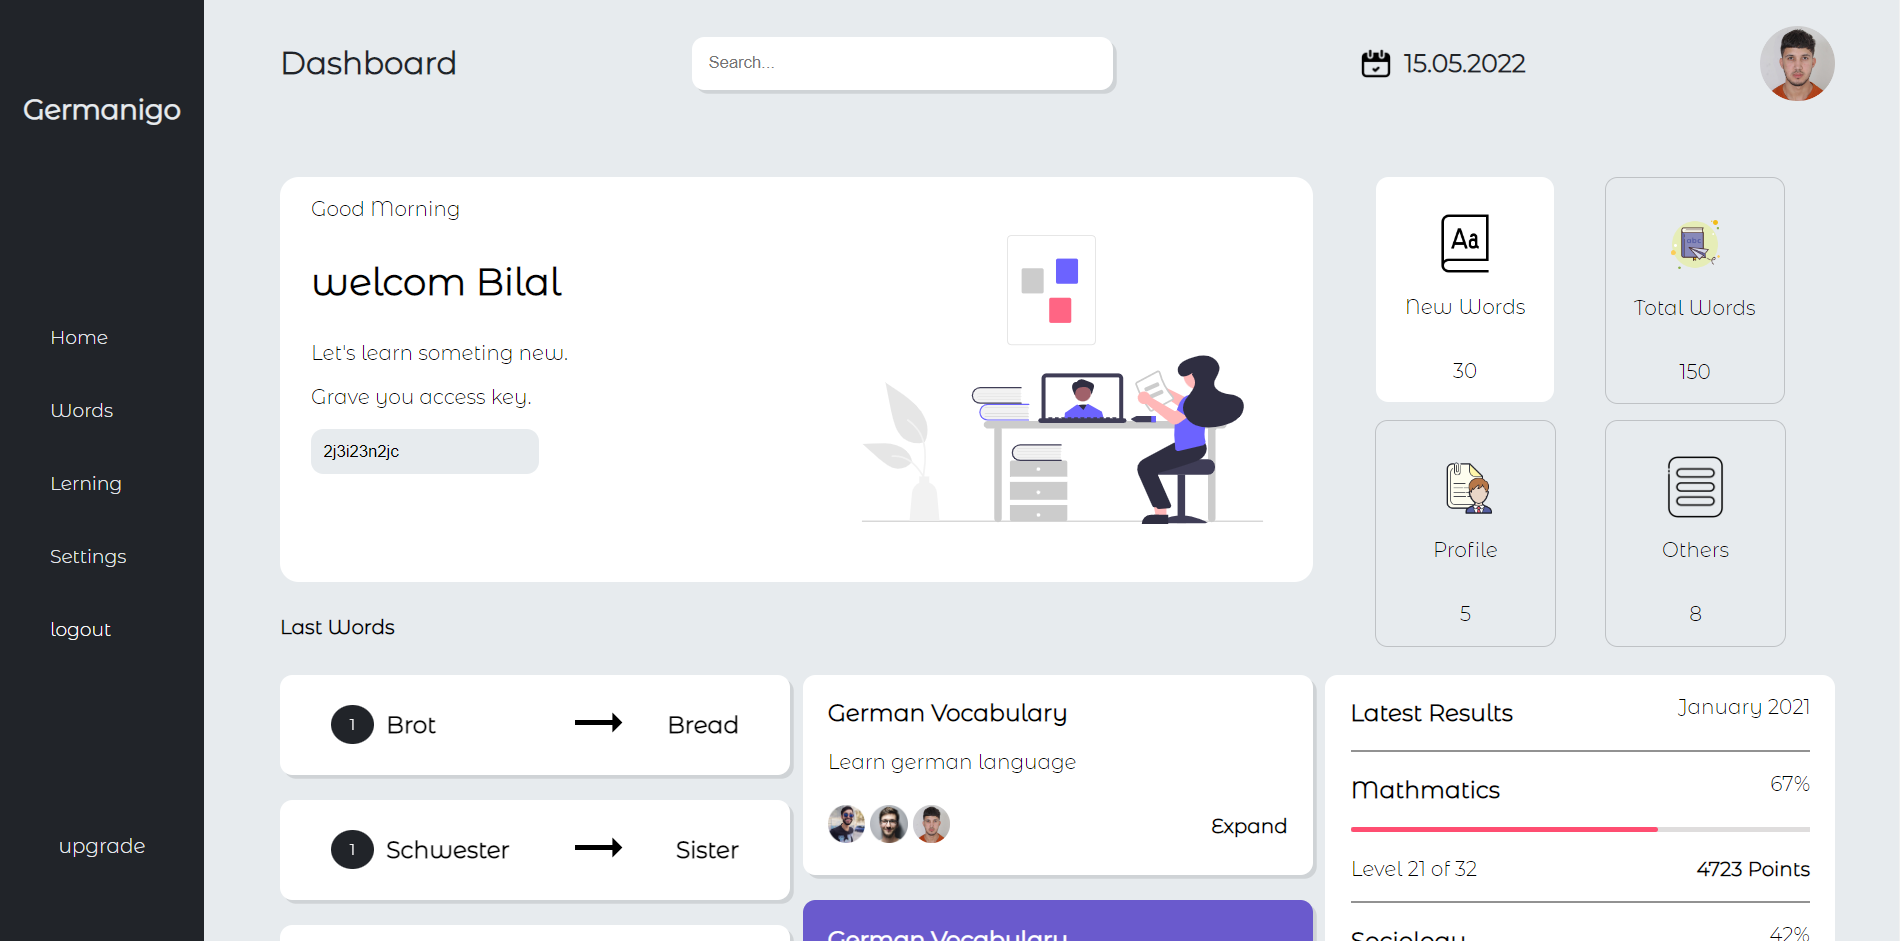 Germanigo
Home
Words
Lerning
Settings
logout
upgrade
Dashboard
Search...
15.05.2022
Good Morning
welcom Bilal
Let's learn someting new.
Grave you access key.
2j3i23n2jc
Aa
New Words
30
abc
Total Words
150
Profile
5
Others
8
Last Words
1 Brot Bread
1 Schwester Sister
German Vocabulary
Learn german language
Expand
German Vocabulary
Latest Results January 2021
Mathmatics 67%
Level 21 of 32 4723 Points
Sociology 42%